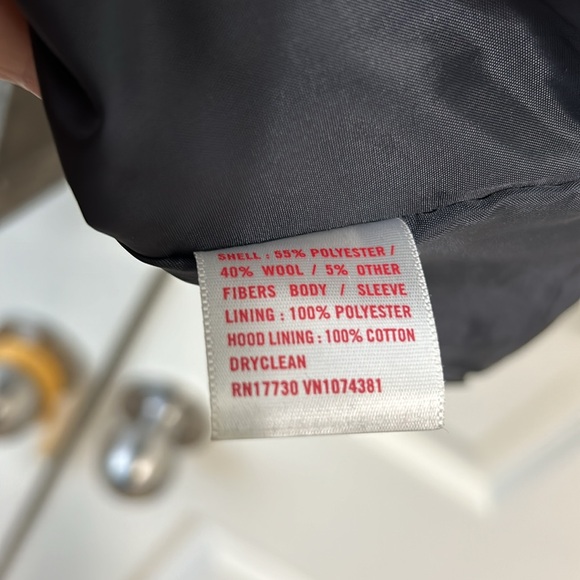 SHELL : 55% POLYESTER /
40% WOOL / 5% OTHER
FIBERS BODY / SLEEVE
LINING : 100% POLYESTER
HOOD LINING : 100% COTTON
DRYCLEAN
RN17730 VN1074381